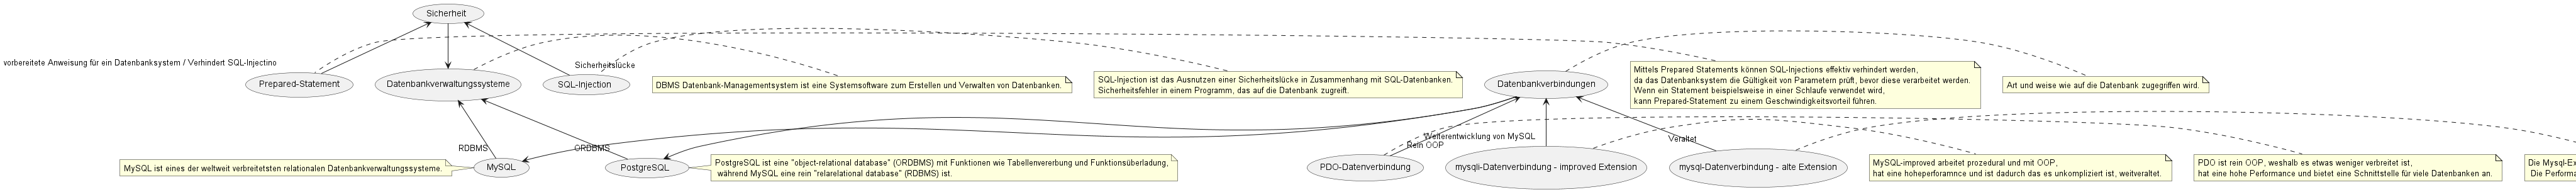 Sicherheit
vorbereitete Anweisung für ein Datenbanksystem / Verhindert SQL-Injectino
Sicherheitslücke
Prepared-Statement
Datenbankverwaltungssysteme
SQL-Injection
DBMS Datenbank-Managementsystem ist eine Systemsoftware zum Erstellen und Verwalten von Datenbanken.
SQL-Injection ist das Ausnutzen einer Sicherheitslücke in Zusammenhang mit SQL-Datenbanken.
Sicherheitsfehler in einem Programm, das auf die Datenbank zugreift.
Datenbankverbindungen
Mittels Prepared Statements können SQL-Injections effektiv verhindert werden,
da das Datenbanksystem die Gültigkeit von Parametern prüft, bevor diese verarbeitet werden.
Wenn ein Statement beispielsweise in einer Schlaufe verwendet wird,
kann Prepared-Statement zu einem Geschwindigkeitsvorteil führen.
Art und weise wie auf die Datenbank zugegriffen wird.
RDBMS
ORDBMS
Weiterentwicklung von MySQL
Rein OOP
Veraltet
MySQL ist eines der weltweit verbreitetsten relationalen Datenbankverwaltungssysteme.
MySQL
PostgreSQL
PostgreSQL ist eine "object-relational database" (ORDBMS) mit Funktionen wie Tabellenvererbung und Funktionsüberladung,
während MySQL eine rein "relarelational database" (RDBMS) ist.
PDO-Datenverbindung
mysqli-Datenverbindung - improved Extension
mysql-Datenverbindung - alte Extension
MySQL-improved arbeitet prozedural und mit OOP,
hat eine hoheperforamnce und ist dadurch das es unkompliziert ist, weitveraltet.
PDO ist rein OOP, weshalb es etwas weniger verbreitet ist,
hat eine hohe Performance und bietet eine Schnittstelle für viele Datenbanken an.
Die Mysql-Ex
Die Performa